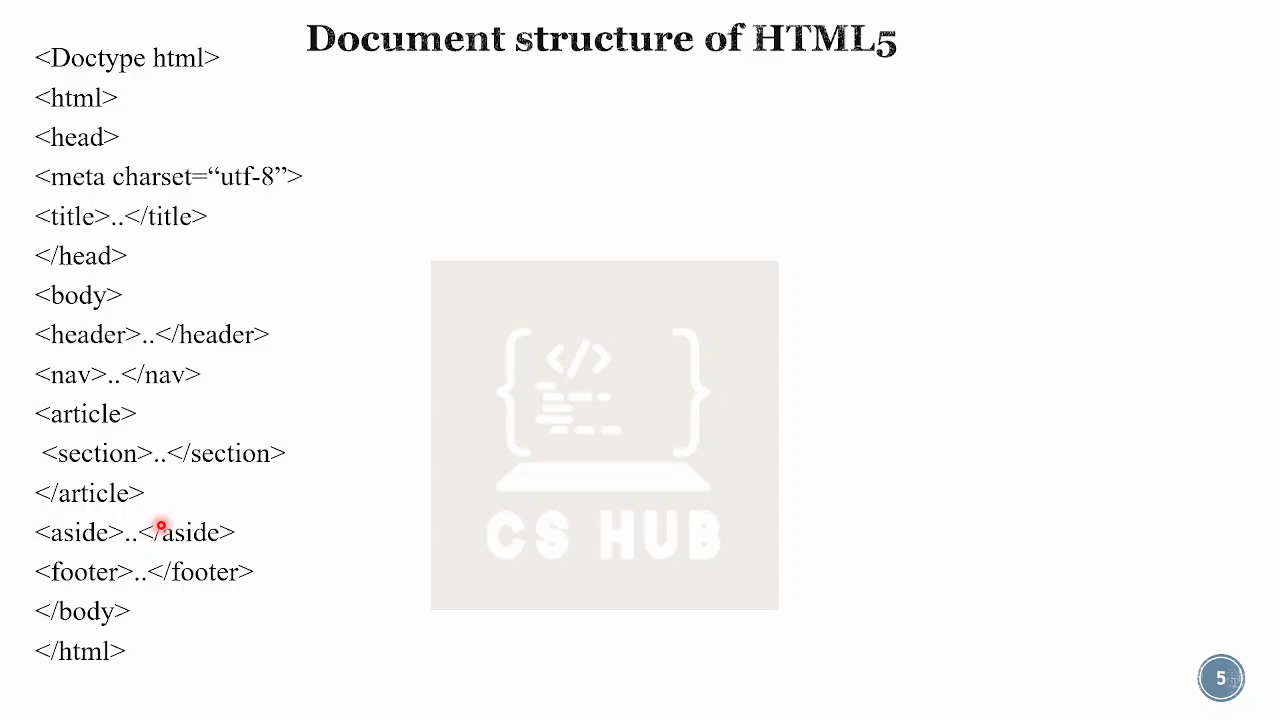 Document structure of HTML5
<Doctype html>
<html>
<head>
<meta charset=“utf-8”>
<title>..</title>
</head>
<body>
<header>..</header>
<nav>..</nav>
<article>
<section>..</section>
</article>
<aside>..</aside>
<footer>..</footer>
</body>
</html>
</>
CS HUB
5